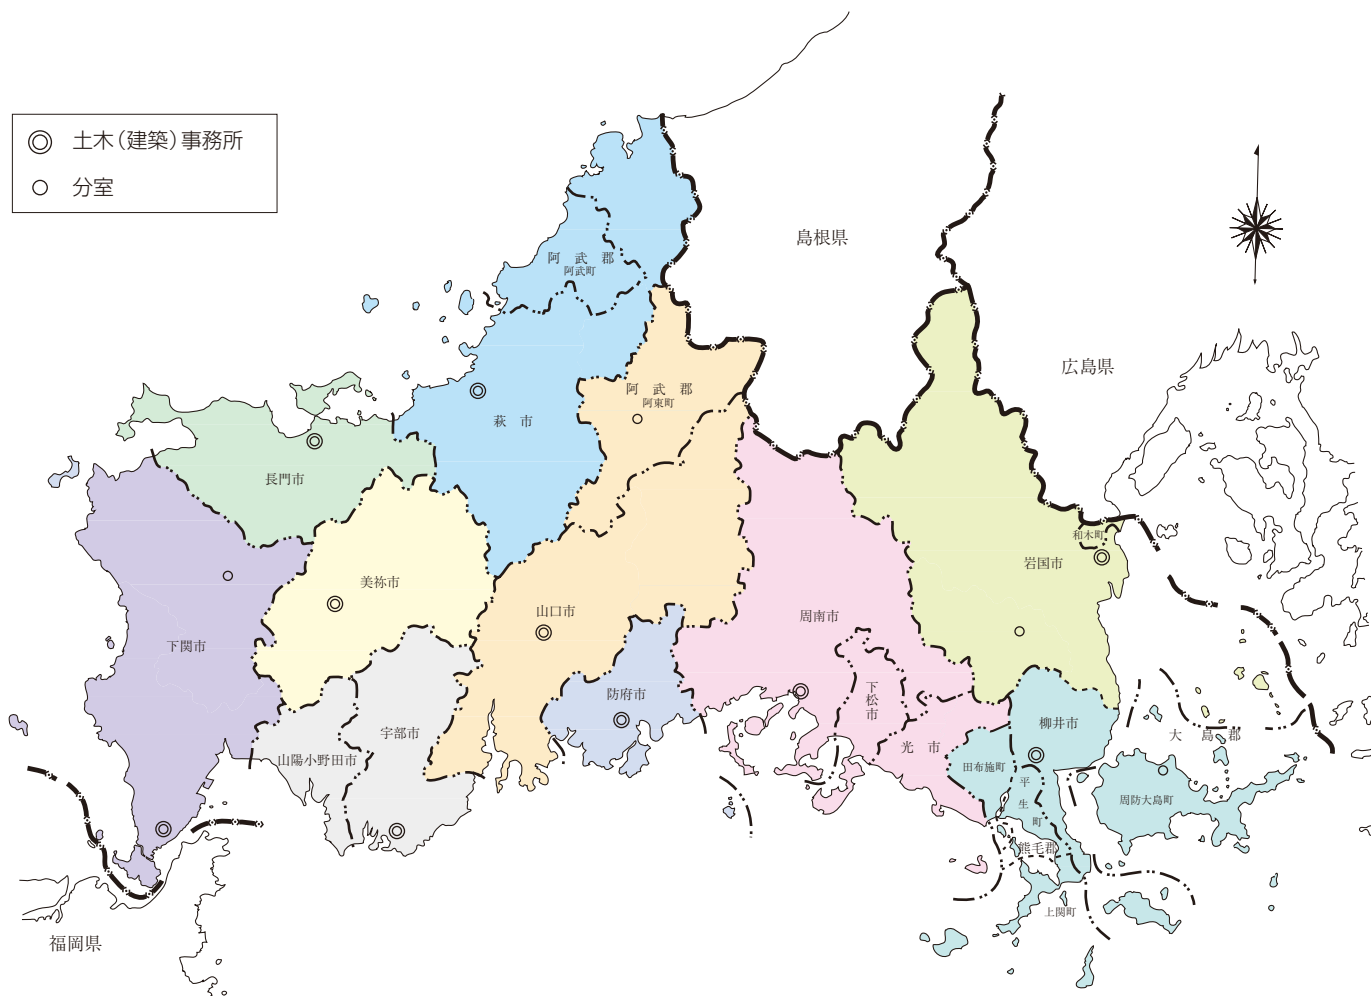 土木（建築）事務所
分室
島根県
広島県
阿武郡
阿武町
萩市
阿武郡
阿東町
長門市
美祢市
下関市
山口市
防府市
宇部市
山陽小野田市
周南市
下松市
光市
岩国市
和木町
柳井市
田布施町
平生町
熊毛郡
上関町
大島郡
周防大島町
福岡県